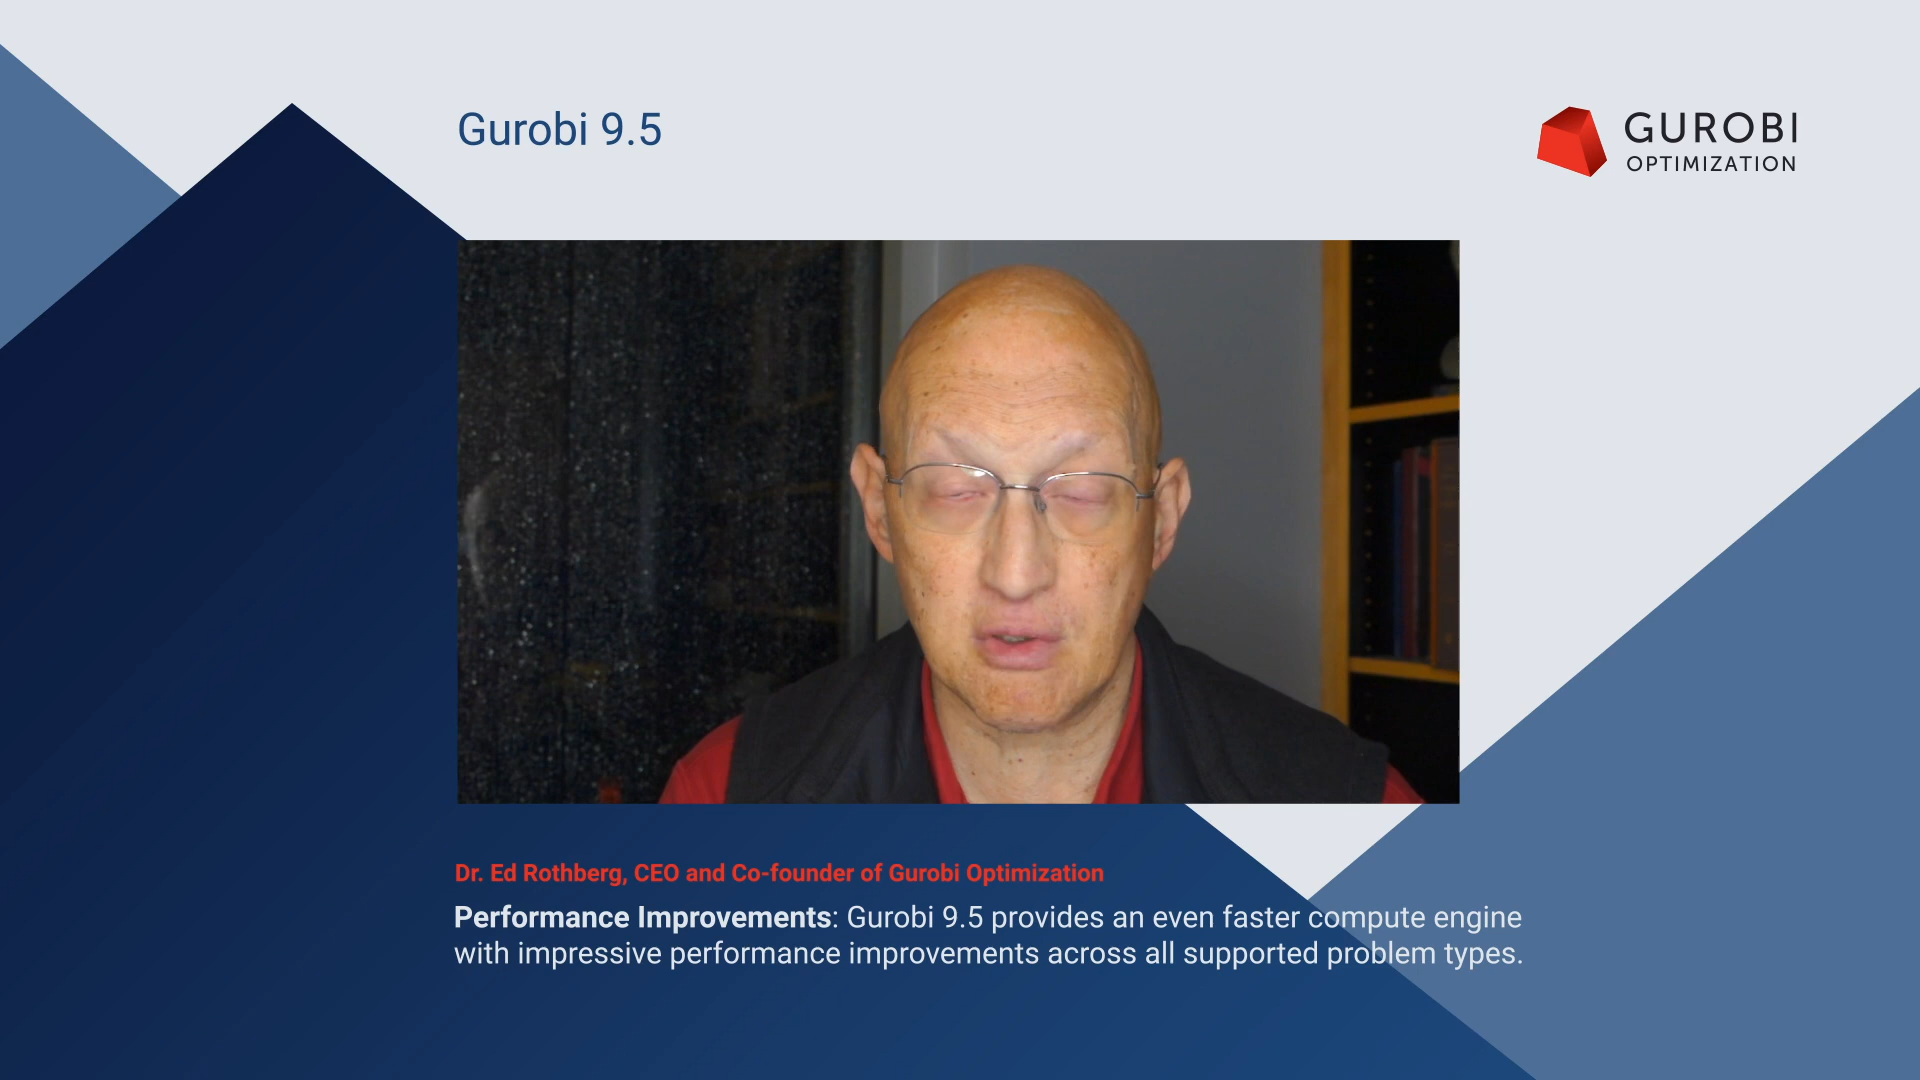 Gurobi 9.5
GUROBI
OPTIMIZATION
Dr. Ed Rothberg, CEO and Co-founder of Gurobi Optimization
Performance Improvements: Gurobi 9.5 provides an even faster compute engine
with impressive performance improvements across all supported problem types.